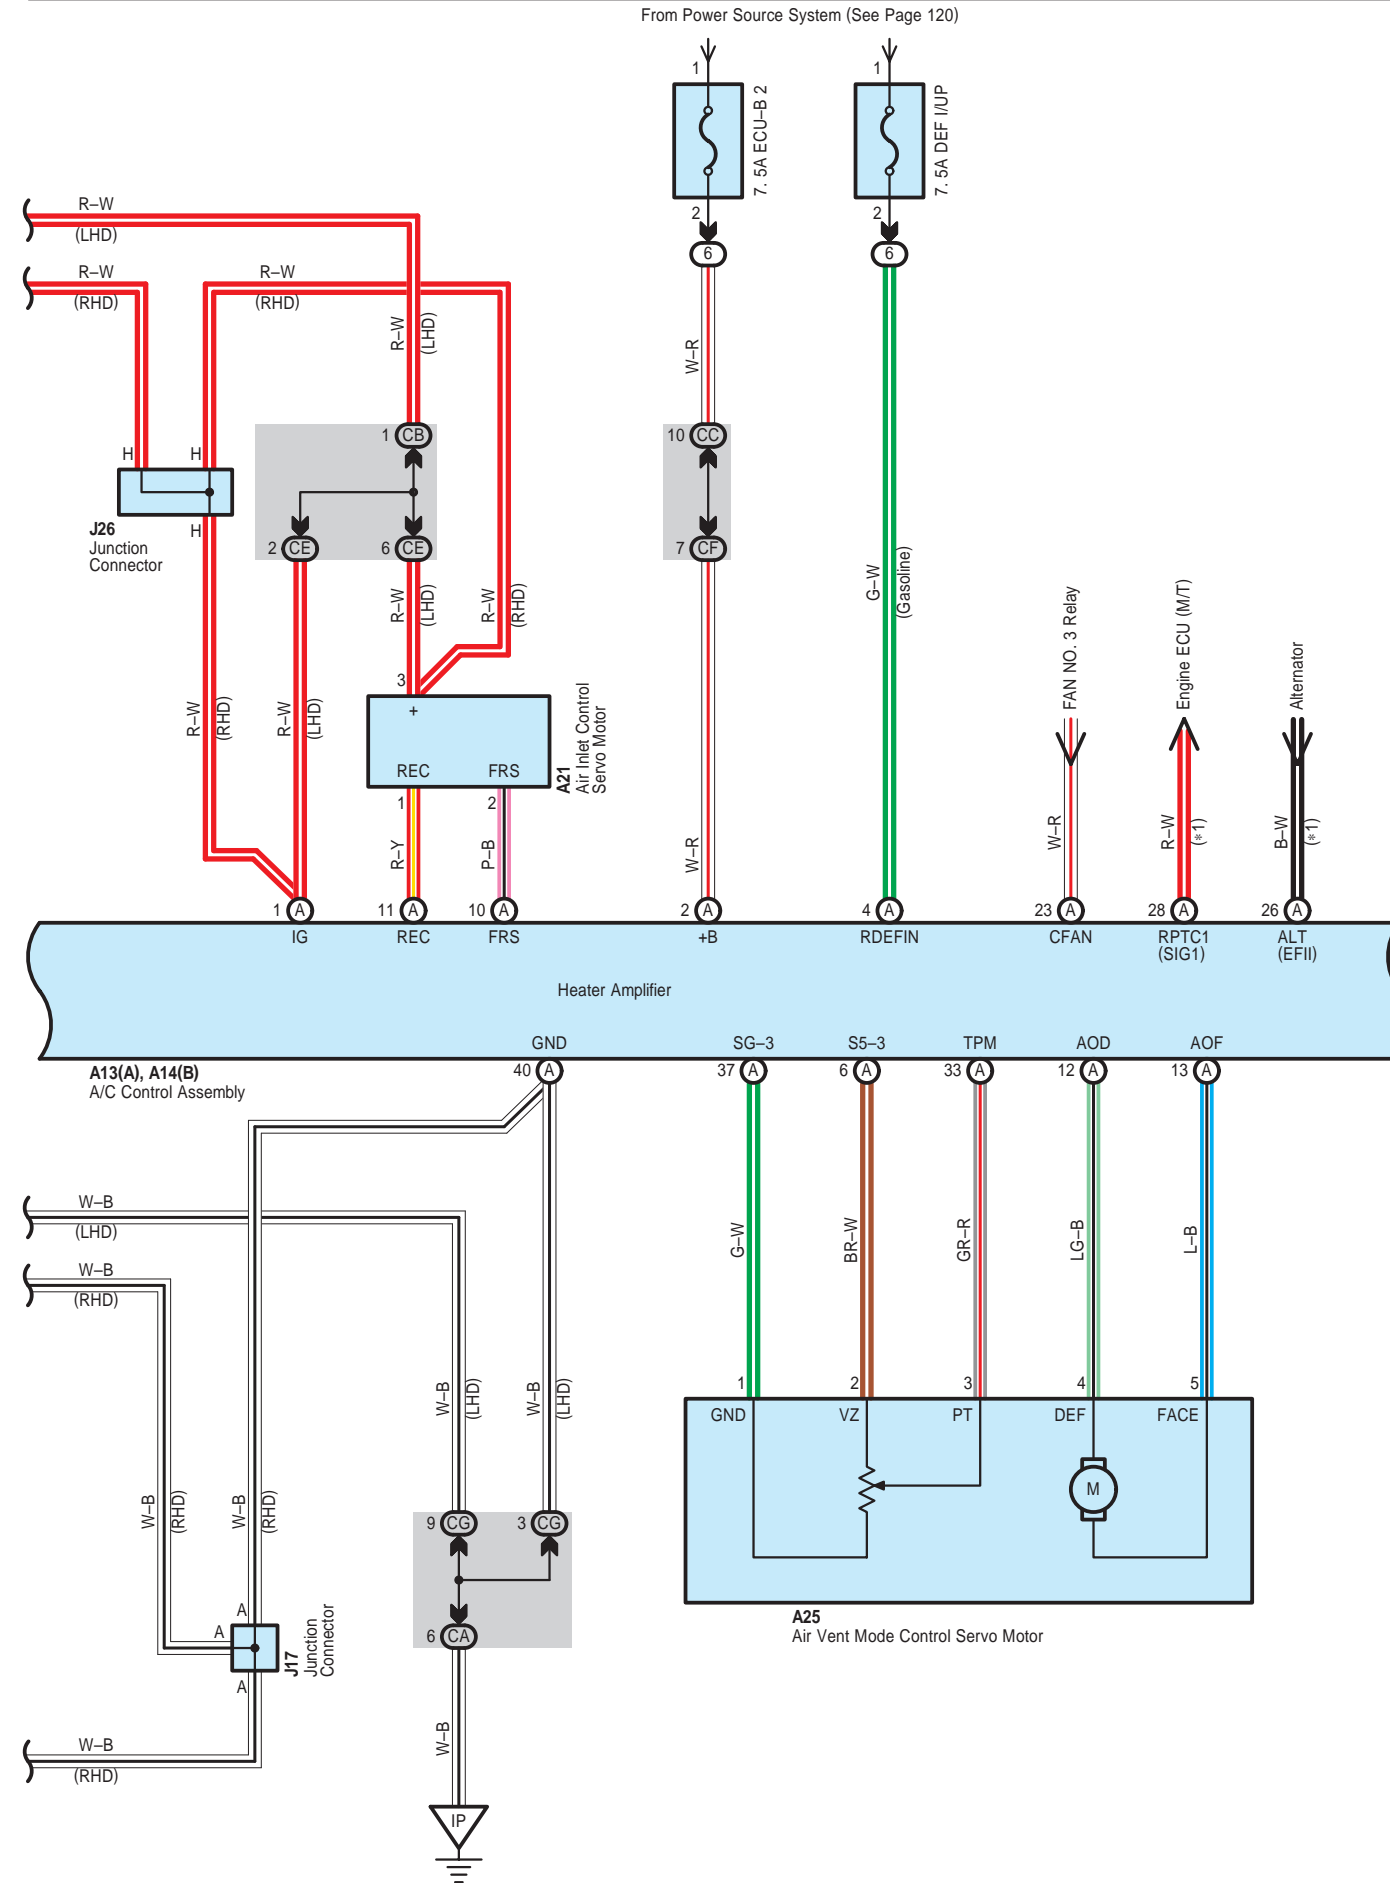 From Power Source System (See Page 120)
1
1
7. 5A ECU–B 2
7. 5A DEF I/UP
2
2
6
6
R–W
(LHD)
R–W
(RHD)
R–W
(RHD)
R–W
(LHD)
W–R
H
H
1 CB
10 CC
J26
Junction
Connector
H
2 CE
6 CE
7 CF
G–W
(Gasoline)
R–W
(LHD)
R–W
(RHD)
FAN NO. 3 Relay
Engine ECU (M/T)
Alternator
R–W
(RHD)
R–W
(LHD)
3
+
REC
FRS
A21
Air Inlet Control
Servo Motor
1
2
R–Y
P–B
W–R
W–R
R–W
(*1)
B–W
(*1)
1 A
11 A
10 A
2 A
4 A
23 A
28 A
26 A
IG
REC
FRS
+B
RDEFIN
CFAN
RPTC1
(SIG1)
ALT
(EFII)
Heater Amplifier
GND
SG–3
S5–3
TPM
AOD
AOF
A13(A), A14(B)
A/C Control Assembly
40 A
37 A
6 A
33 A
12 A
13 A
W–B
(LHD)
W–B
(RHD)
G–W
BR–W
GR–R
LG–B
L–B
W–B
(LHD)
W–B
(LHD)
1
2
3
4
5
GND
VZ
PT
DEF
FACE
M
W–B
(RHD)
W–B
(RHD)
9 CG
3 CG
A
A
J17
Junction
Connector
A
6 CA
A25
Air Vent Mode Control Servo Motor
W–B
W–B
(RHD)
IP